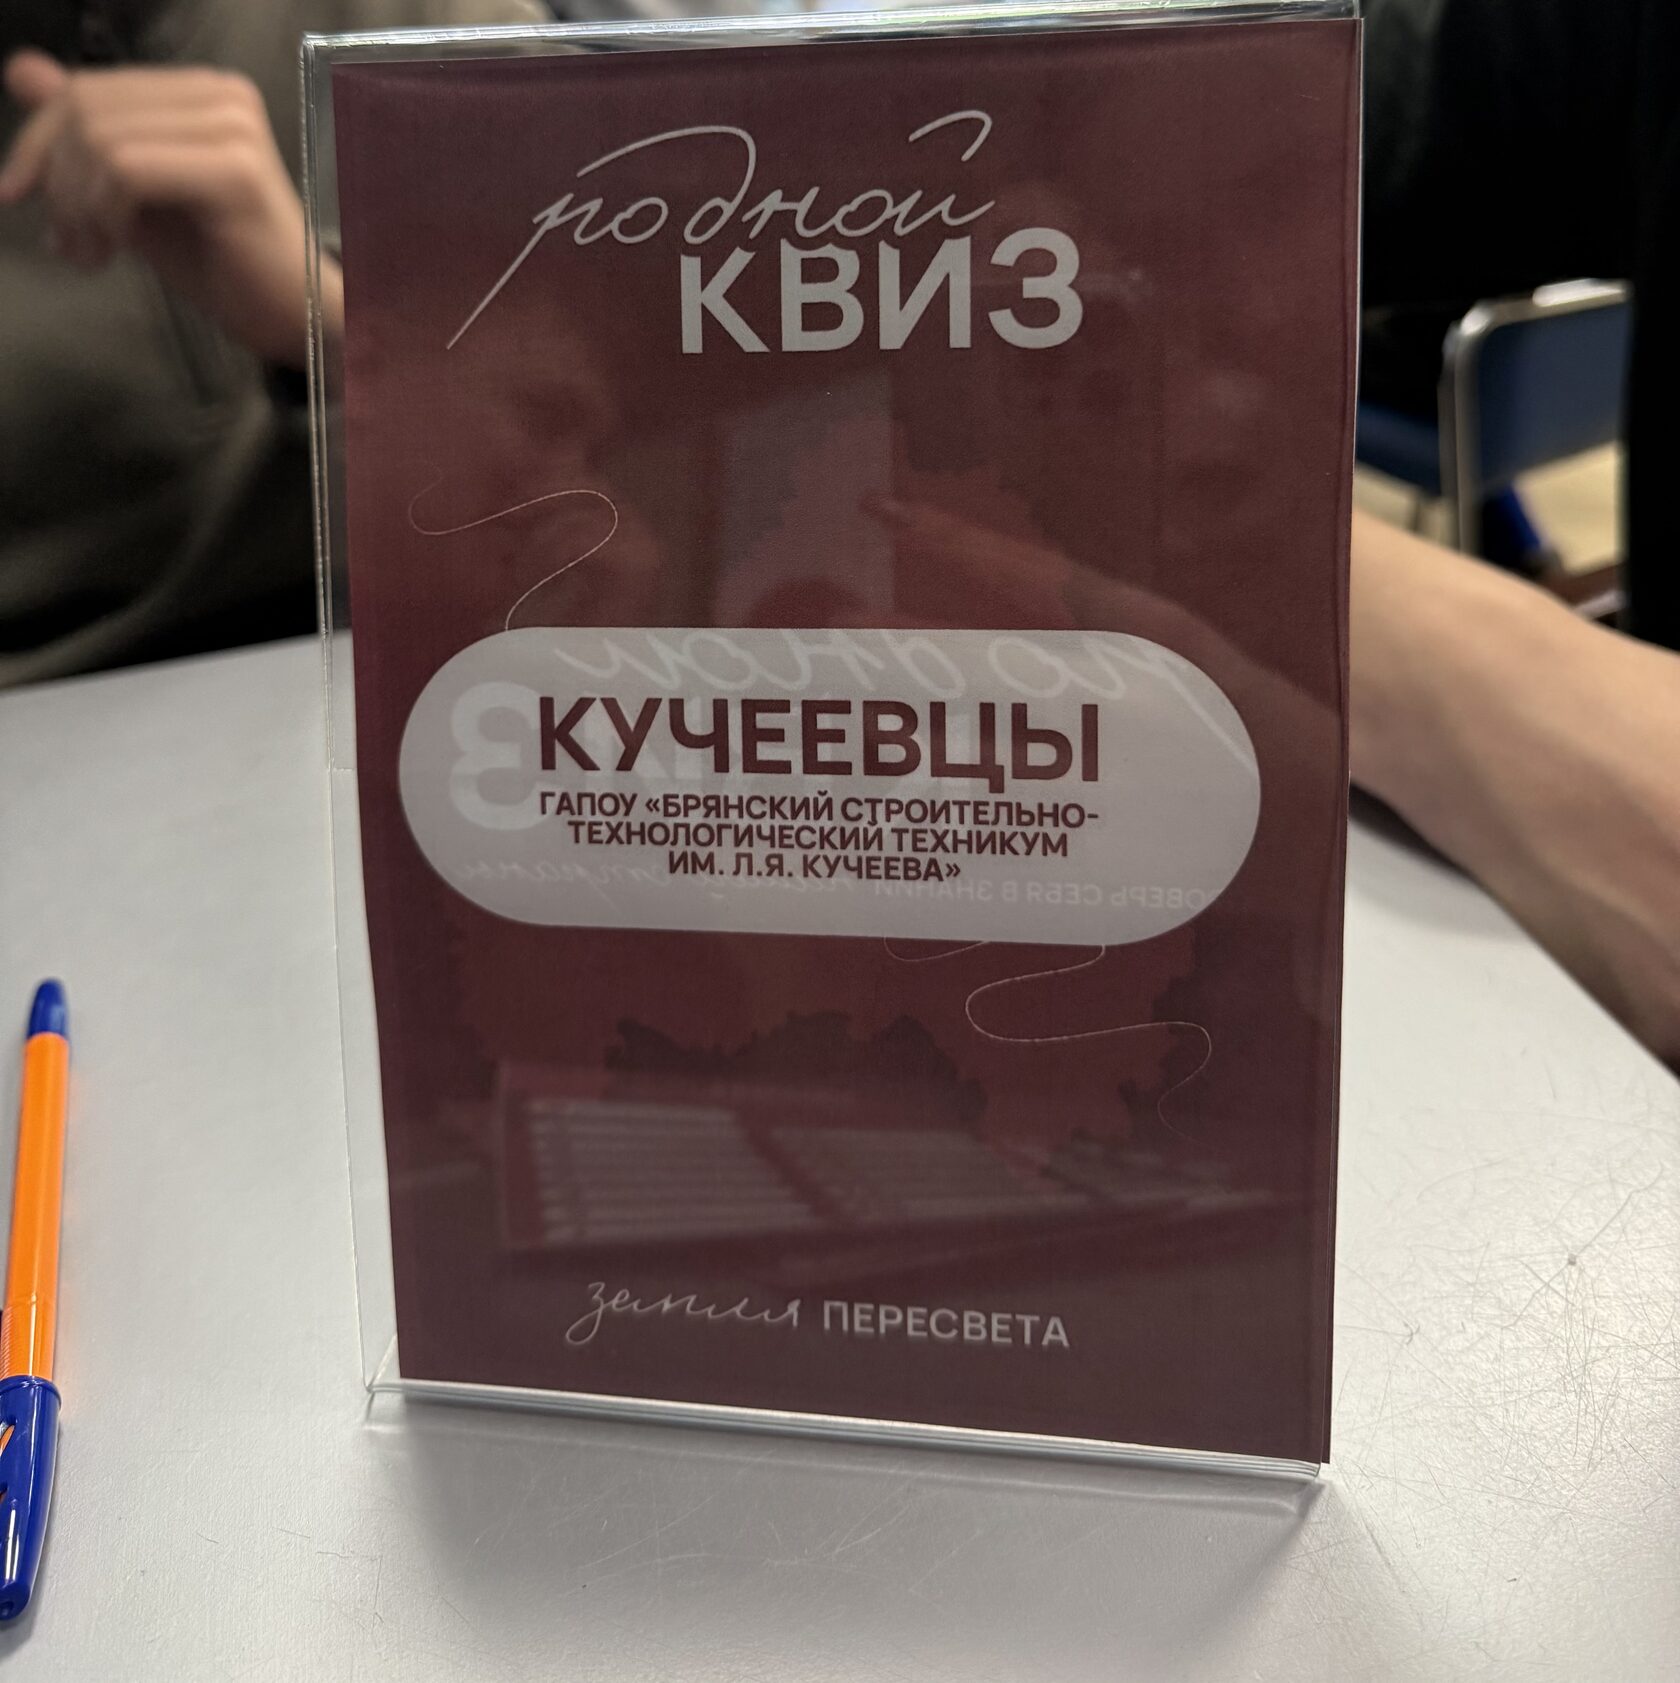 родной
КВИЗ
КУЧЕЕВЦЫ
ГАПОУ «БРЯНСКИЙ СТРОИТЕЛЬНО-
ТЕХНОЛОГИЧЕСКИЙ ТЕХНИКУМ
ИМ. Л.Я. КУЧЕЕВА»
земля ПЕРЕСВЕТА